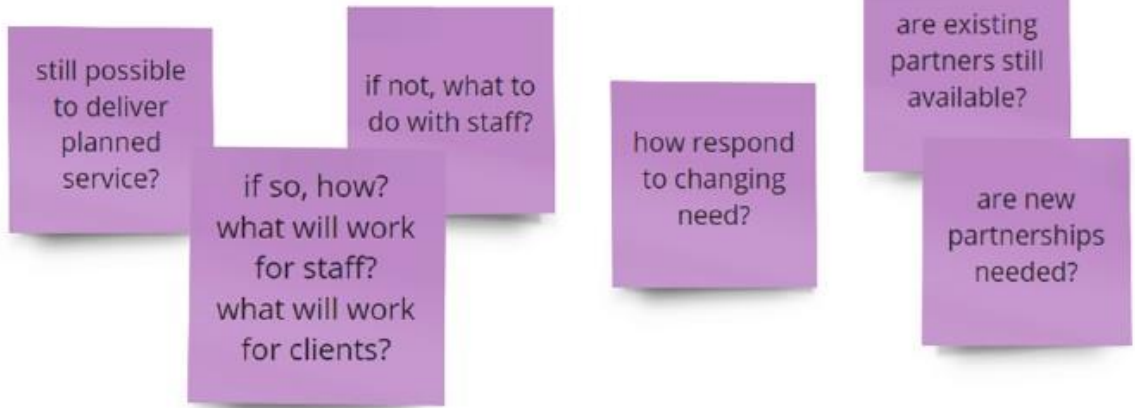 still possible
to deliver
planned
service?
if so, how?
what will work
for staff?
what will work
for clients?
if not, what to
do with staff?
how respond
to changing
need?
are existing
partners still
available?
are new
partnerships
needed?